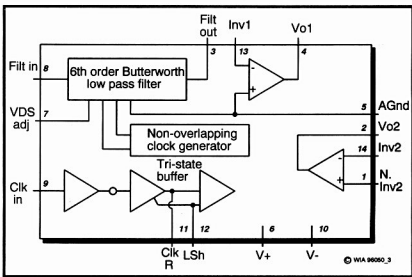 Filt out
Inv1
Vo1
3
13
4
Filt in
8
6th order Butterworth
low pass filter
-
+
VDS adj
7
5
AGnd
2
Vo2
Non-overlapping
clock generator
14
Inv2
-
+
1
N. Inv2
Tri-state
buffer
Clk in
9
11
12
6
10
Clk R
LSh
V+
V-
© WIA 96050_3